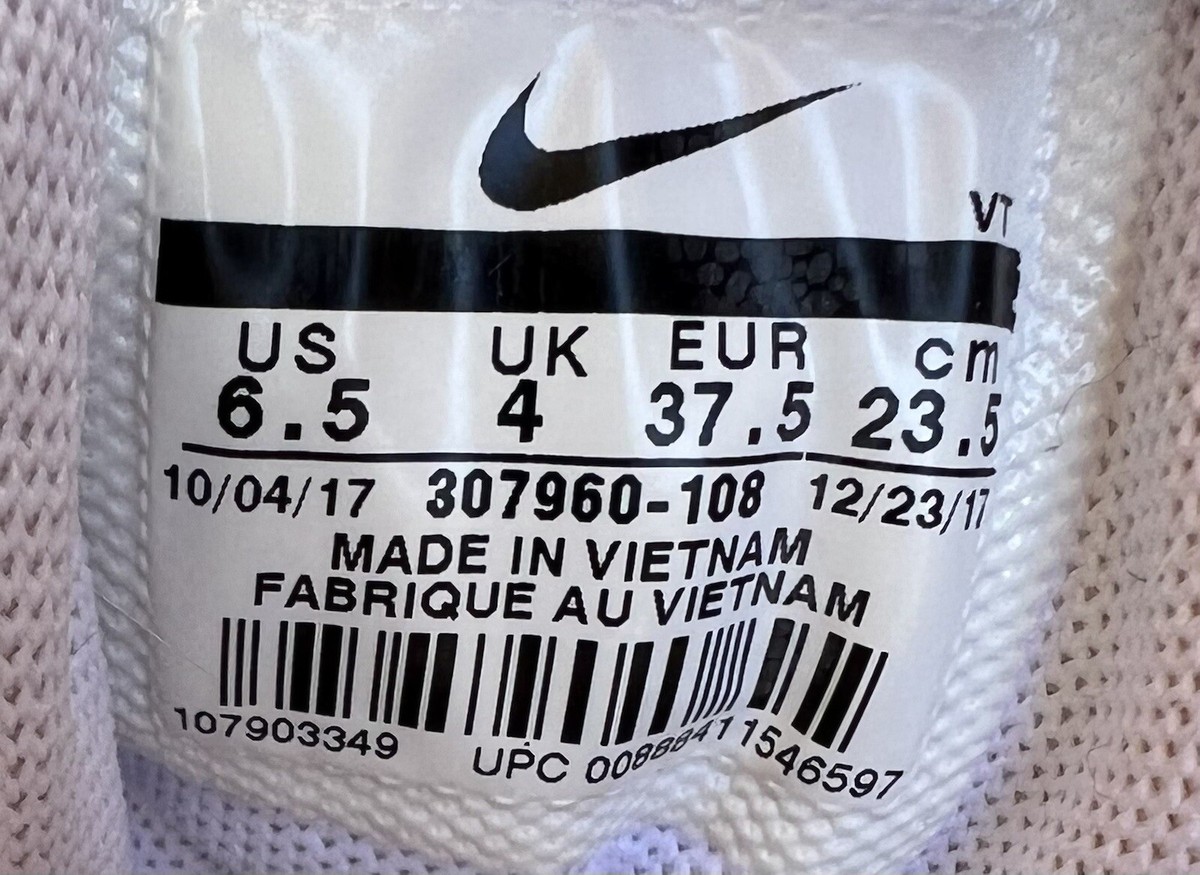 VT
US UK EUR cm
6.5 4 37.5 23.5
10/04/17 307960-108 12/23/17
MADE IN VIETNAM
FABRIQUE AU VIETNAM
107903349 UPC 00888411546597